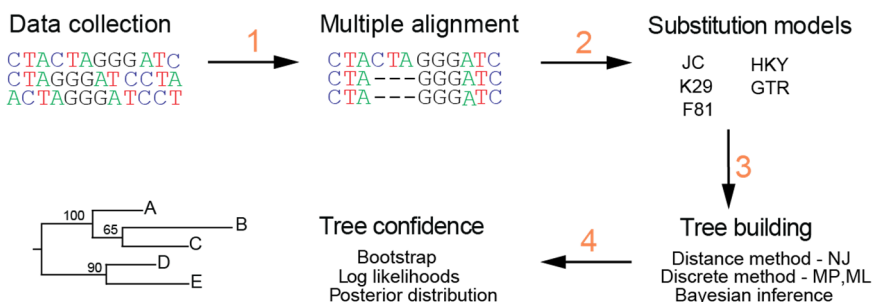 Data collection
CTACTAGGGATC
CTAGGGATCCTA
ACTAGGGATCCT
1
Multiple alignment
CTACTAGGGATC
CTA---GGGATC
CTA---GGGATC
2
Substitution models
JC HKY
K29 GTR
F81
3
Tree building
Distance method - NJ
Discrete method - MP,ML
Bayesian inference
4
Tree confidence
Bootstrap
Log likelihoods
Posterior distribution
100
A
65
B
C
90
D
E